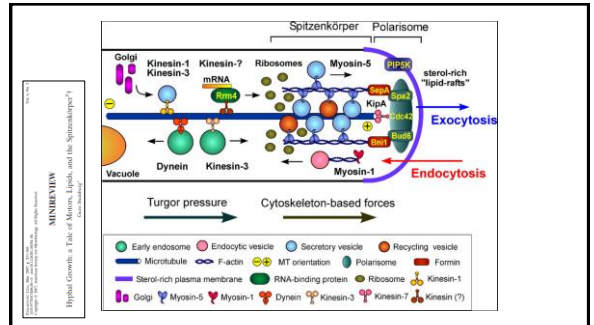 Spitzenkörper Polarisome
Golgi
Kinesin-1
Kinesin-3
Kinesin-?
mRNA
Rrm4
Ribosomes
Myosin-5
PIP5K
sterol-rich
"lipid-rafts"
SepA
Spa2
KipA
Cdc42
Exocytosis
Bud6
Bni1
Endocytosis
Vacuole
Dynein
Kinesin-3
Myosin-1
Turgor pressure
Cytoskeleton-based forces
Early endosome Endocytic vesicle Secretory vesicle Recycling vesicle
Microtubule F-actin MT orientation Polarisome Formin
Sterol-rich plasma membrane RNA-binding protein Ribosome Kinesin-1
Golgi Myosin-5 Myosin-1 Dynein Kinesin-3 Kinesin-7 Kinesin (?)
MINIREVIEW
Hyphal Growth: a Tale of Motors, Lipids, and the Spitzenkörper